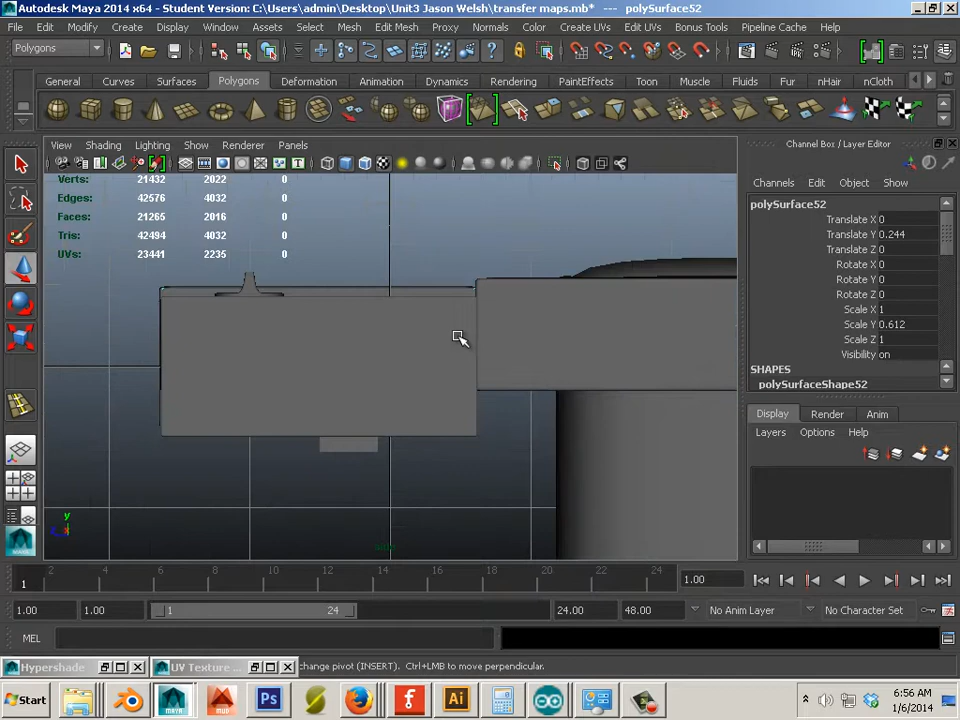 Autodesk Maya 2014 x64 - Student Version: C:\Users\admin\Desktop\Unit3 Jason Welsh\transfer maps.mb* --- polySurface52
File Edit Modify Create Display Window Assets Select Mesh Edit Mesh Proxy Normals Color Create UVs Edit UVs Bonus Tools Pipeline Cache Help
Polygons
General Curves Surfaces Polygons Deformation Animation Dynamics Rendering PaintEffects Toon Muscle Fluids Fur nHair nCloth
View Shading Lighting Show Renderer Panels
Channel Box / Layer Editor
Channels Edit Object Show
Verts: 21432 2022 0
Edges: 42576 4032 0
Faces: 21265 2016 0
Tris: 42494 4032 0
UVs: 23441 2235 0
polySurface52
Translate X 0
Translate Y 0.244
Translate Z 0
Rotate X 0
Rotate Y 0
Rotate Z 0
Scale X 1
Scale Y 0.612
Scale Z 1
Visibility on
SHAPES
polySurfaceShape52
Display Render Anim
Layers Options Help
y
1 2 4 6 8 10 12 14 16 18 20 22 24 1.00
1.00 1.00 1 24 24.00 48.00 No Anim Layer No Character Set
MEL
Hypershade UV Texture ... change pivot (INSERT). Ctrl+LMB to move perpendicular.
Start MAYA MUD Ps f Ai 6:56 AM
1/6/2014